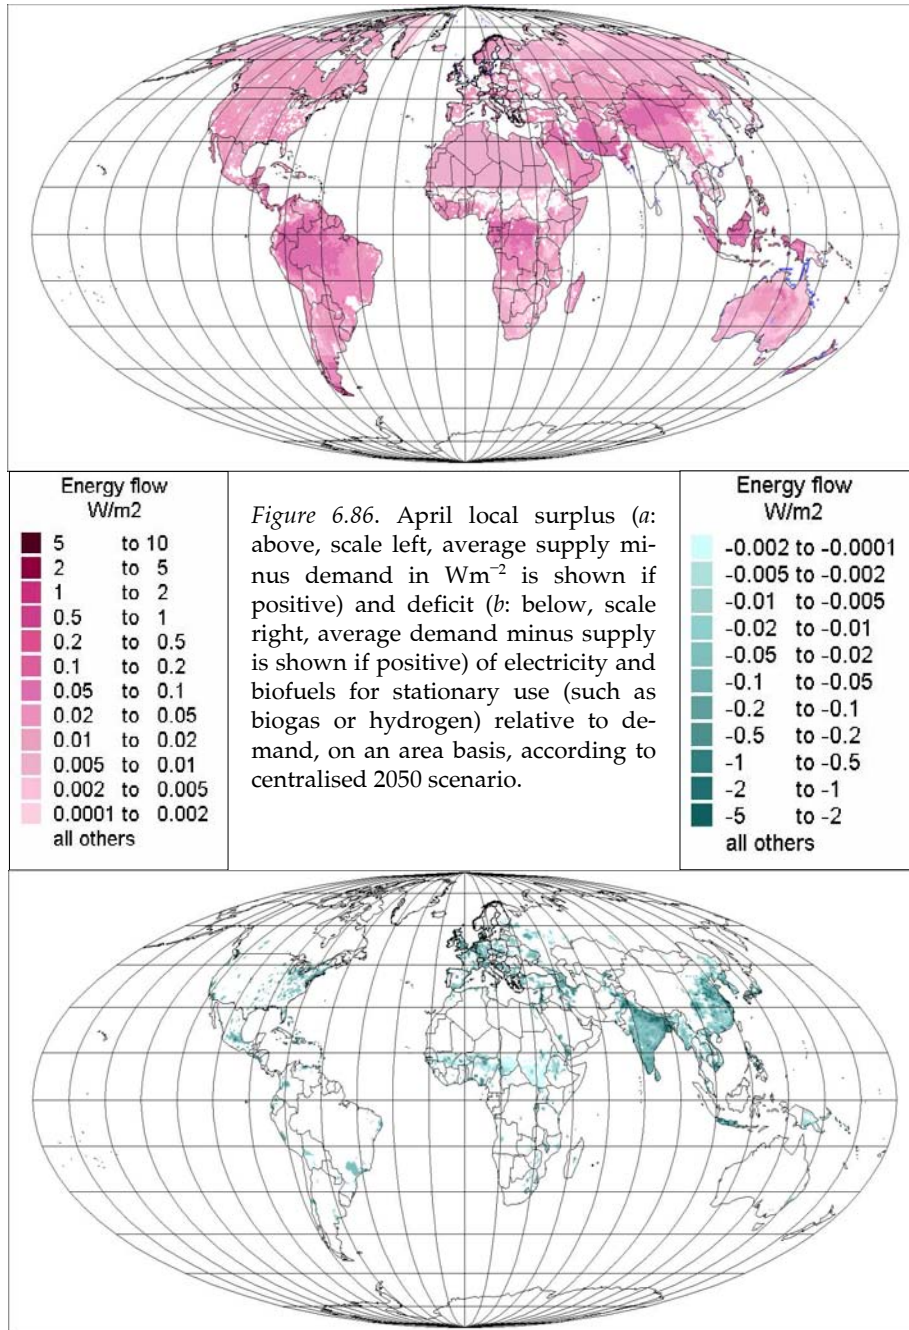 Energy flow
W/m2
5 to 10
2 to 5
1 to 2
0.5 to 1
0.2 to 0.5
0.1 to 0.2
0.05 to 0.1
0.02 to 0.05
0.01 to 0.02
0.005 to 0.01
0.002 to 0.005
0.0001 to 0.002
all others
Figure 6.86. April local surplus (a:
above, scale left, average supply mi-
nus demand in Wm⁻² is shown if
positive) and deficit (b: below, scale
right, average demand minus supply
is shown if positive) of electricity and
biofuels for stationary use (such as
biogas or hydrogen) relative to de-
mand, on an area basis, according to
centralised 2050 scenario.
Energy flow
W/m2
-0.002 to -0.0001
-0.005 to -0.002
-0.01 to -0.005
-0.02 to -0.01
-0.05 to -0.02
-0.1 to -0.05
-0.2 to -0.1
-0.5 to -0.2
-1 to -0.5
-2 to -1
-5 to -2
all others